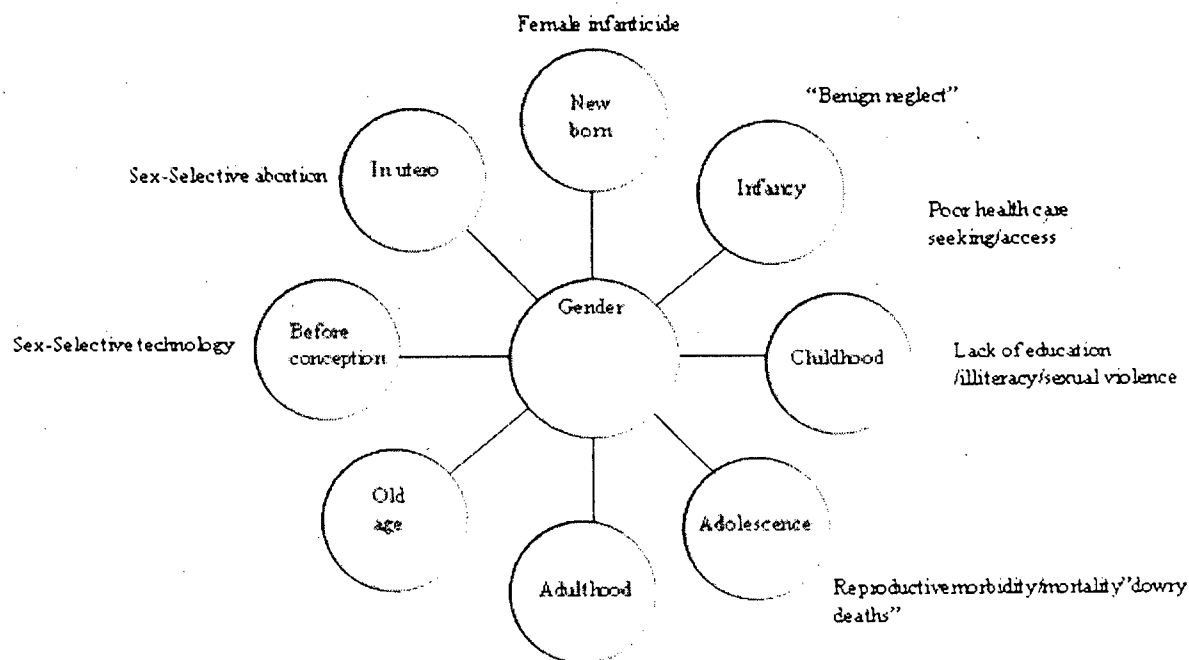 Female infanticide
New
born
"Benign neglect"
In utero
Sex-Selective abortion
Infancy
Poor health care
seeking/access
Gender
Before
conception
Sex-Selective technology
Childhood
Lack of education
/illiteracy/sexual violence
Old
age
Adolescence
Adulthood
Reproductive morbidity/mortality"dowry
deaths"